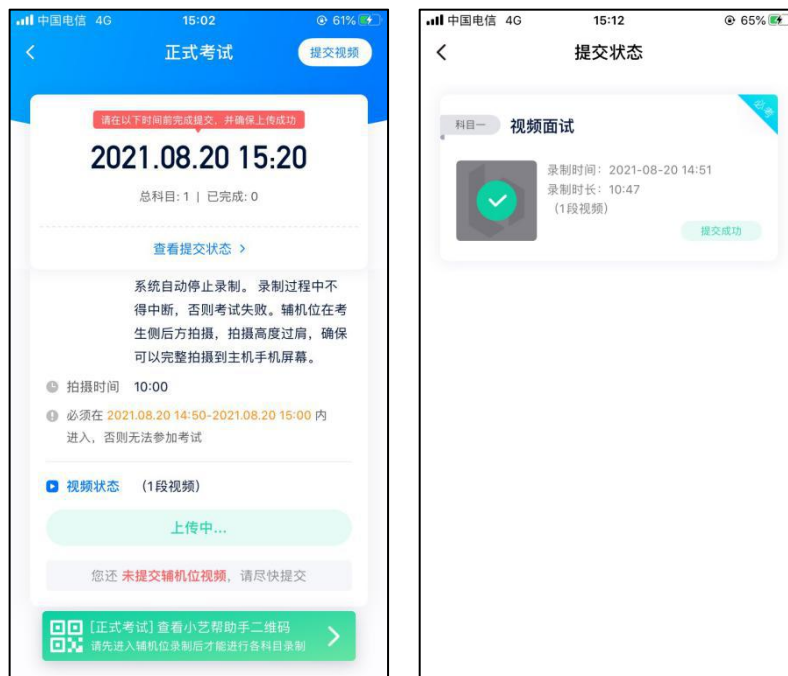 中国电信 4G 15:02 61%
正式考试 提交视频
请在以下时间前完成提交，并确保上传成功
2021.08.20 15:20
总科目: 1 | 已完成: 0
查看提交状态 >
系统自动停止录制。录制过程中不
得中断，否则考试失败。辅机位在考
生侧后方拍摄，拍摄高度过肩，确保
可以完整拍摄到主机手机屏幕。
拍摄时间 10:00
必须在 2021.08.20 14:50-2021.08.20 15:00 内
进入，否则无法参加考试
视频状态 (1段视频)
上传中...
您还 未提交辅机位视频，请尽快提交
[正式考试] 查看小艺帮助手二维码
请先进入辅机位录制后才能进行各科目录制
中国电信 4G 15:12 65%
提交状态
必考
科目一 视频面试
录制时间：2021-08-20 14:51
录制时长：10:47
(1段视频)
提交成功